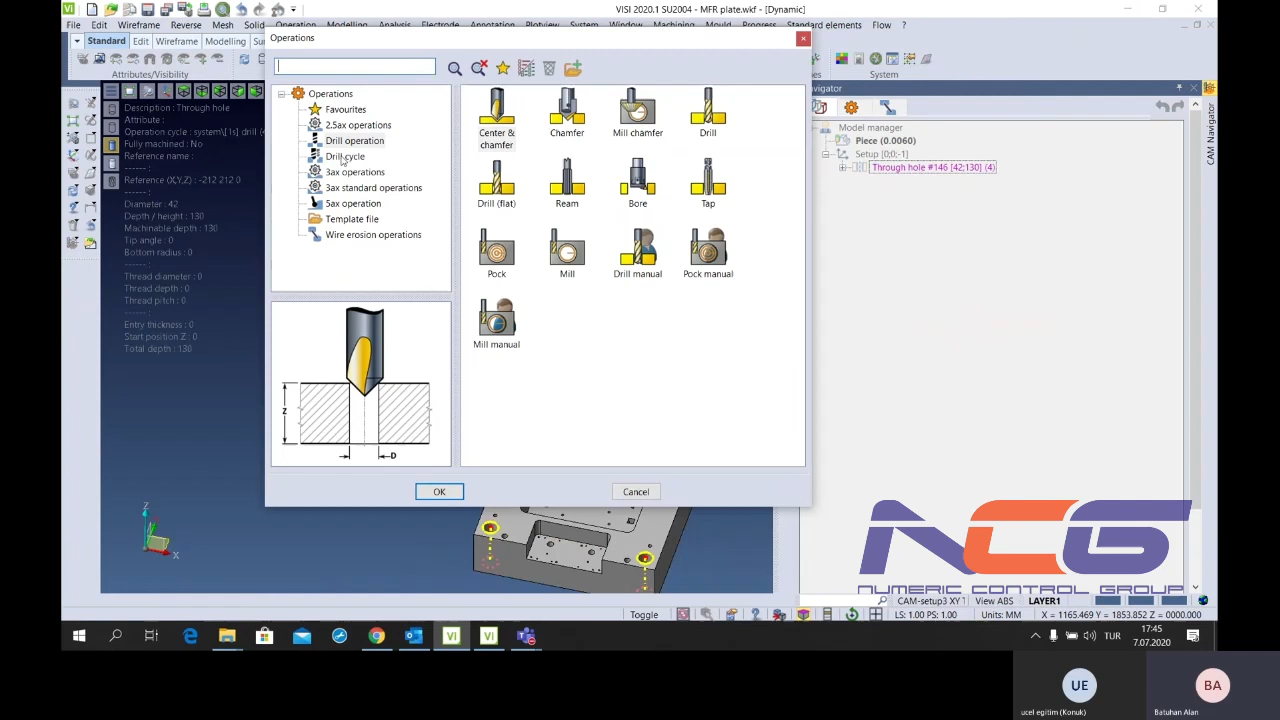 VISI 2020.1 SU2004 - MFR plate.wkf - [Dynamic]
File Edit Wireframe Reverse Mesh Solid Operation Modelling Analysis Electrode Annotation Plotview System Window Machining Mould Progress Standard elements Flow ?
Standard Edit Wireframe Modelling
Attributes/Visibility
System
Description : Through hole
Attribute :
Operation cycle : system\[1s] drill
Fully machined : No
Reference name :
------
Reference (X,Y,Z) : -212 212 0
------
Diameter : 42
Depth / height : 130
Machinable depth : 130
Tip angle : 0
Bottom radius : 0
------
Thread diameter : 0
Thread depth : 0
Thread pitch : 0
------
Entry thickness : 0
Start position Z : 0
Total depth : 130
Operations
Operations
Favourites
2.5ax operations
Drill operation
Drill cycle
3ax operations
3ax standard operations
5ax operation
Template file
Wire erosion operations
Center & chamfer
Chamfer
Mill chamfer
Drill
Drill (flat)
Ream
Bore
Tap
Pock
Mill
Drill manual
Pock manual
Mill manual
Z
D
OK
Cancel
Z
X
avigator
Model manager
Piece (0.0060)
Setup [0;0;-1]
Through hole #146 [42;130] (4)
CAM Navigator
NCG
NUMERIC CONTROL GROUP
CAM-setup3 XY View ABS LAYER1
Toggle
LS: 1.00 PS: 1.00 Units: MM X = 1165.469 Y = 1853.852 Z = 0000.000
VI VI
TUR
17:45
7.07.2020
UE
ucel egitim (Konuk)
BA
Batuhan Alan